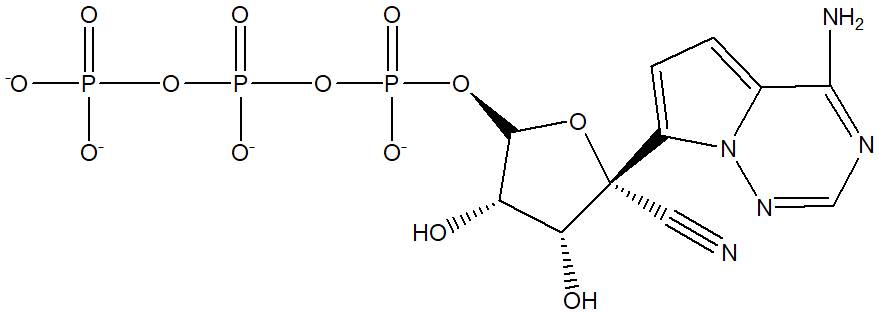 O O O NH2
-O P O P O P O
O- O- O- O N N
N N
HO N
OH